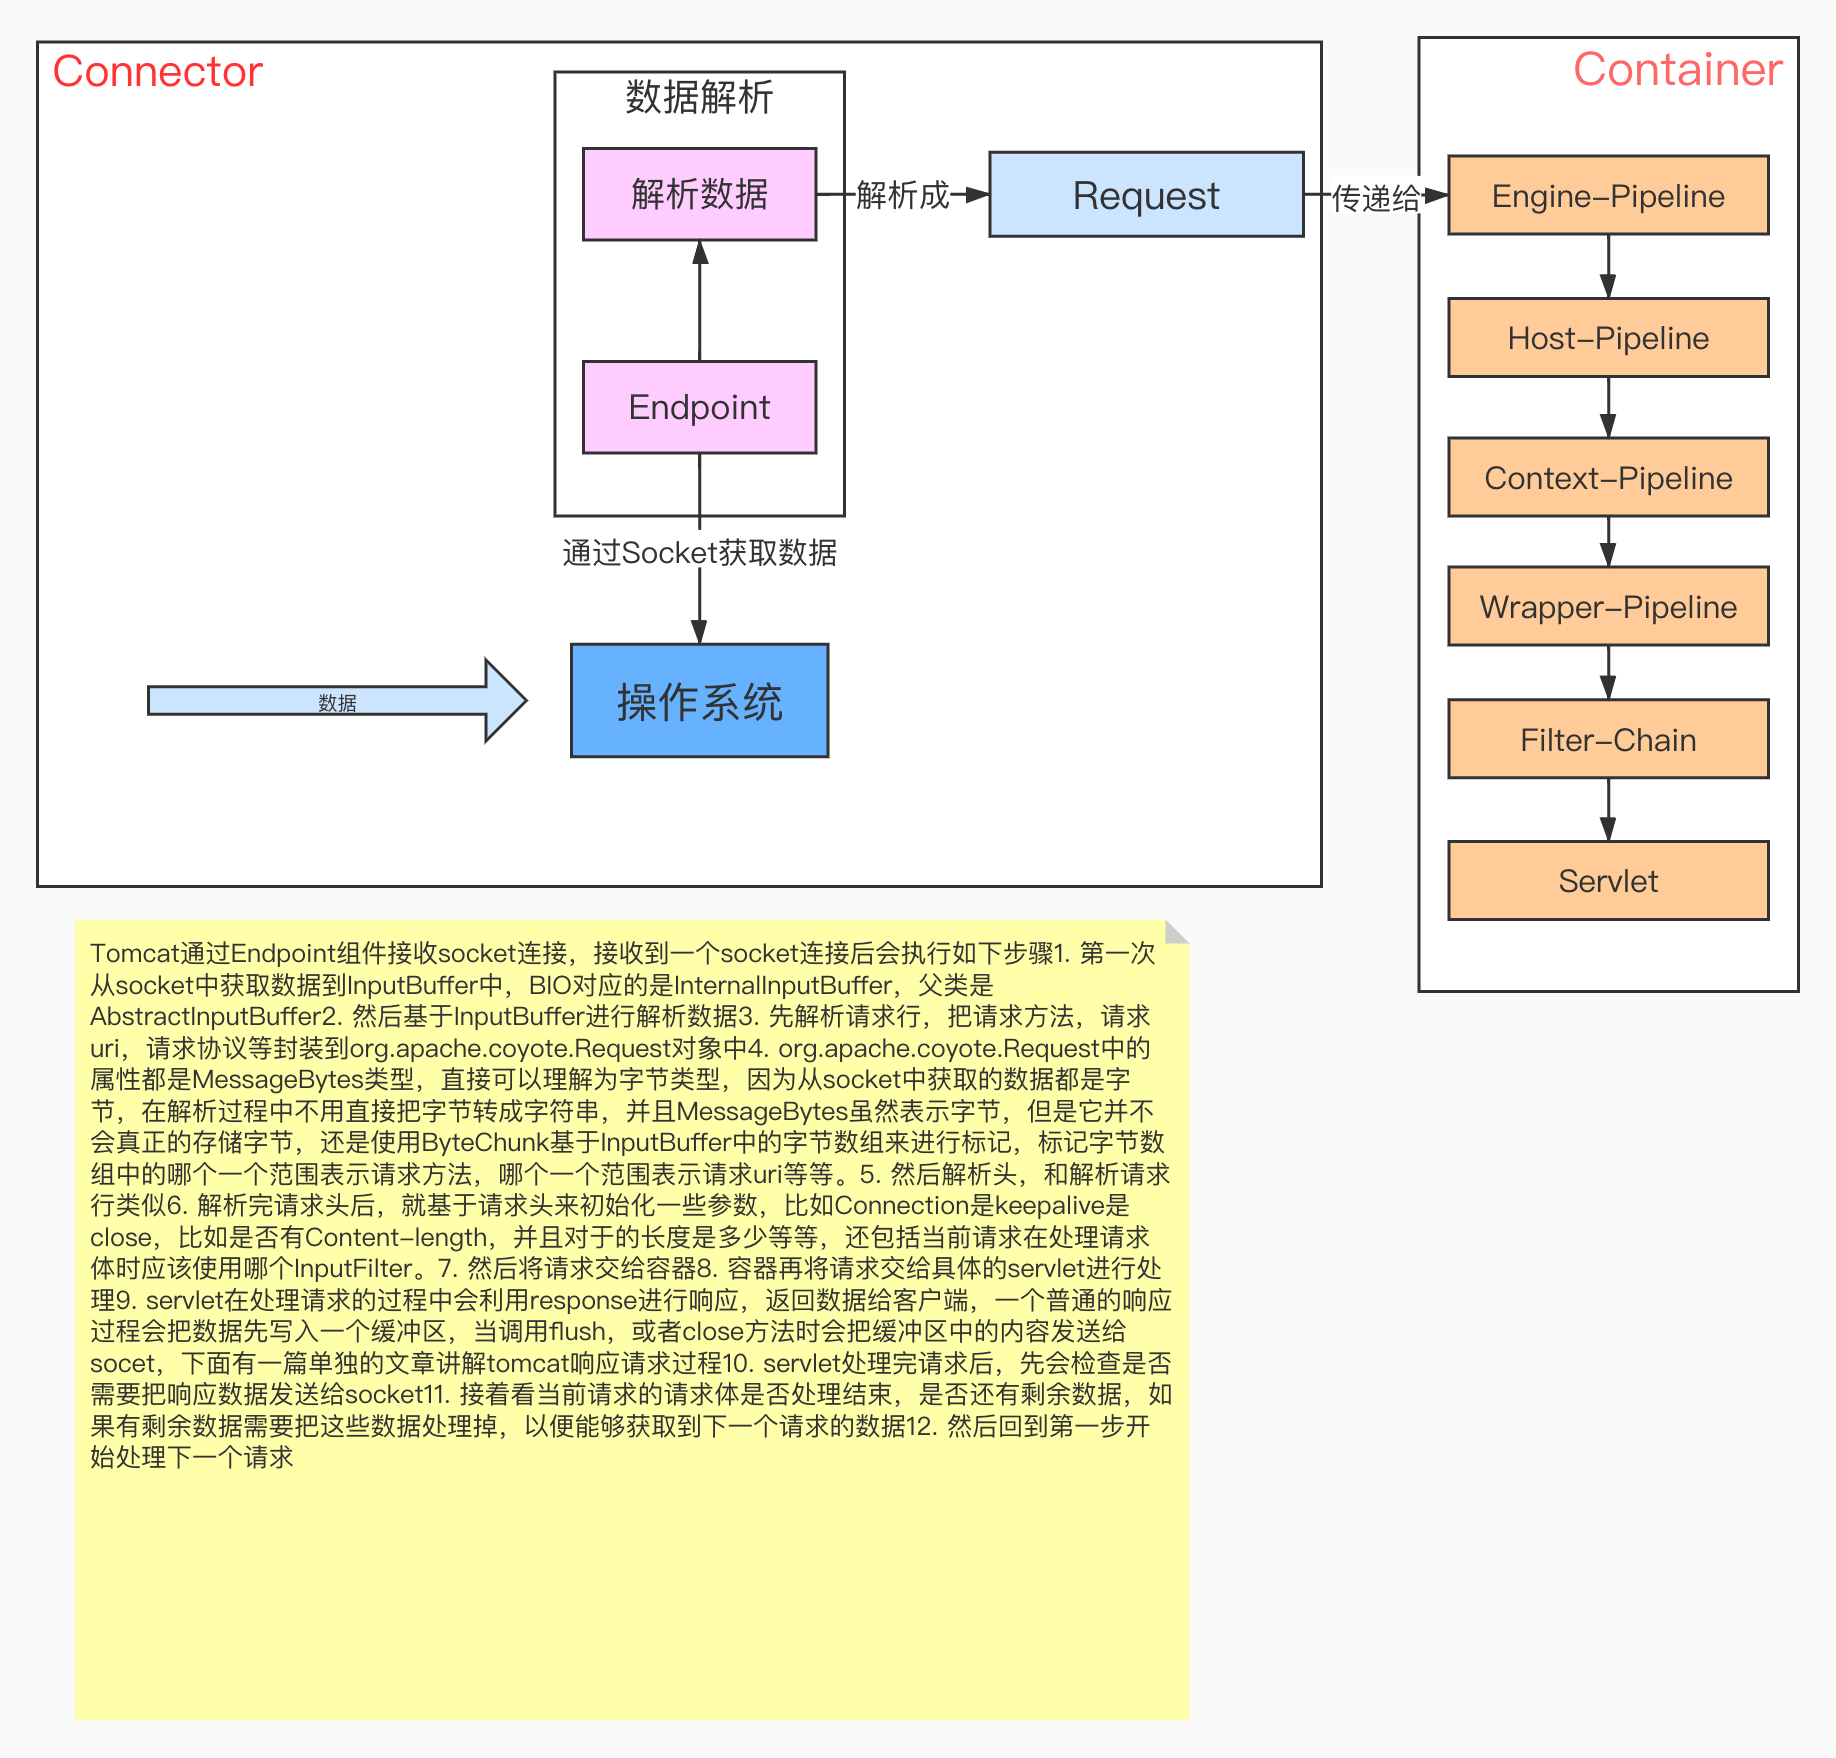 Connector
数据解析
解析数据
解析成
Request
传递给
Endpoint
通过Socket获取数据
数据
操作系统
Container
Engine-Pipeline
Host-Pipeline
Context-Pipeline
Wrapper-Pipeline
Filter-Chain
Servlet
Tomcat通过Endpoint组件接收socket连接，接收到一个socket连接后会执行如下步骤1. 第一次
从socket中获取数据到InputBuffer中，BIO对应的是InternalInputBuffer，父类是
AbstractInputBuffer2. 然后基于InputBuffer进行解析数据3. 先解析请求行，把请求方法，请求
uri，请求协议等封装到org.apache.coyote.Request对象中4. org.apache.coyote.Request中的
属性都是MessageBytes类型，直接可以理解为字节类型，因为从socket中获取的数据都是字
节，在解析过程中不用直接把字节转成字符串，并且MessageBytes虽然表示字节，但是它并不
会真正的存储字节，还是使用ByteChunk基于InputBuffer中的字节数组来进行标记，标记字节数
组中的哪个一个范围表示请求方法，哪个一个范围表示请求uri等等。5. 然后解析头，和解析请求
行类似6. 解析完请求头后，就基于请求头来初始化一些参数，比如Connection是keepalive是
close，比如是否有Content-length，并且对于的长度是多少等等，还包括当前请求在处理请求
体时应该使用哪个InputFilter。7. 然后将请求交给容器8. 容器再将请求交给具体的servlet进行处
理9. servlet在处理请求的过程中会利用response进行响应，返回数据给客户端，一个普通的响应
过程会把数据先写入一个缓冲区，当调用flush，或者close方法时会把缓冲区中的内容发送给
socet，下面有一篇单独的文章讲解tomcat响应请求过程10. servlet处理完请求后，先会检查是否
需要把响应数据发送给socket11. 接着看当前请求的请求体是否处理结束，是否还有剩余数据，如
果有剩余数据需要把这些数据处理掉，以便能够获取到下一个请求的数据12. 然后回到第一步开
始处理下一个请求